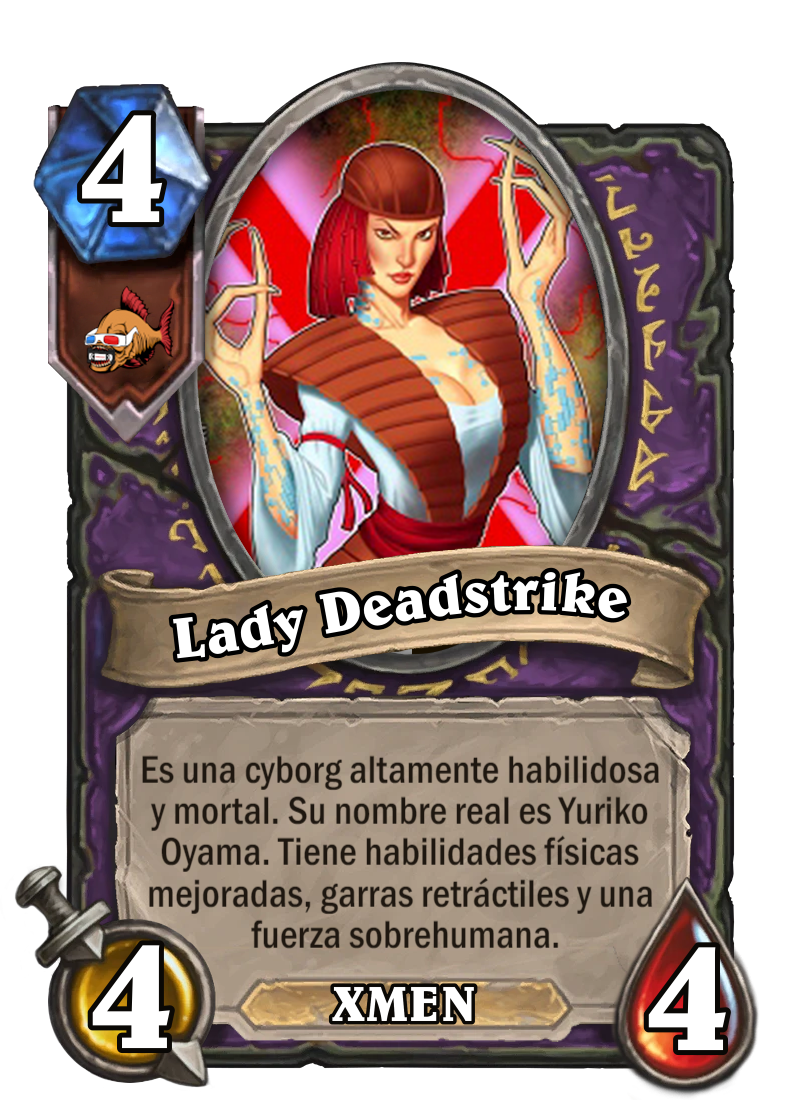 4
Lady Deadstrike
Es una cyborg altamente habilidosa
y mortal. Su nombre real es Yuriko
Oyama. Tiene habilidades físicas
mejoradas, garras retráctiles y una
fuerza sobrehumana.
4
XMEN
4